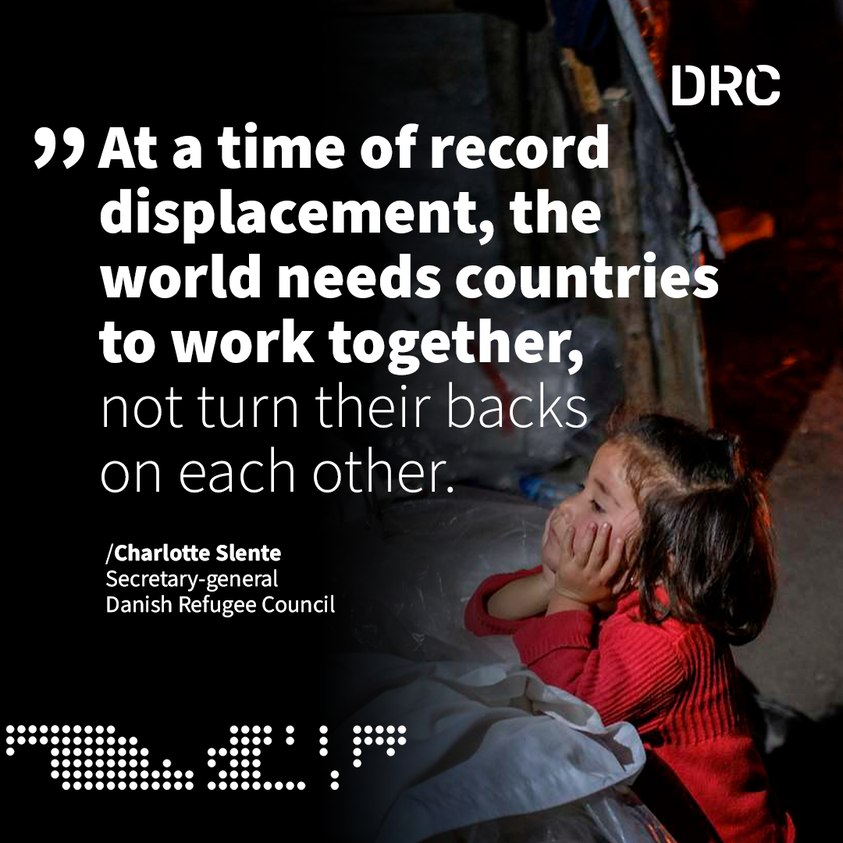 DRC
”At a time of record
displacement, the
world needs countries
to work together,
not turn their backs
on each other.
/Charlotte Slente
Secretary-general
Danish Refugee Council